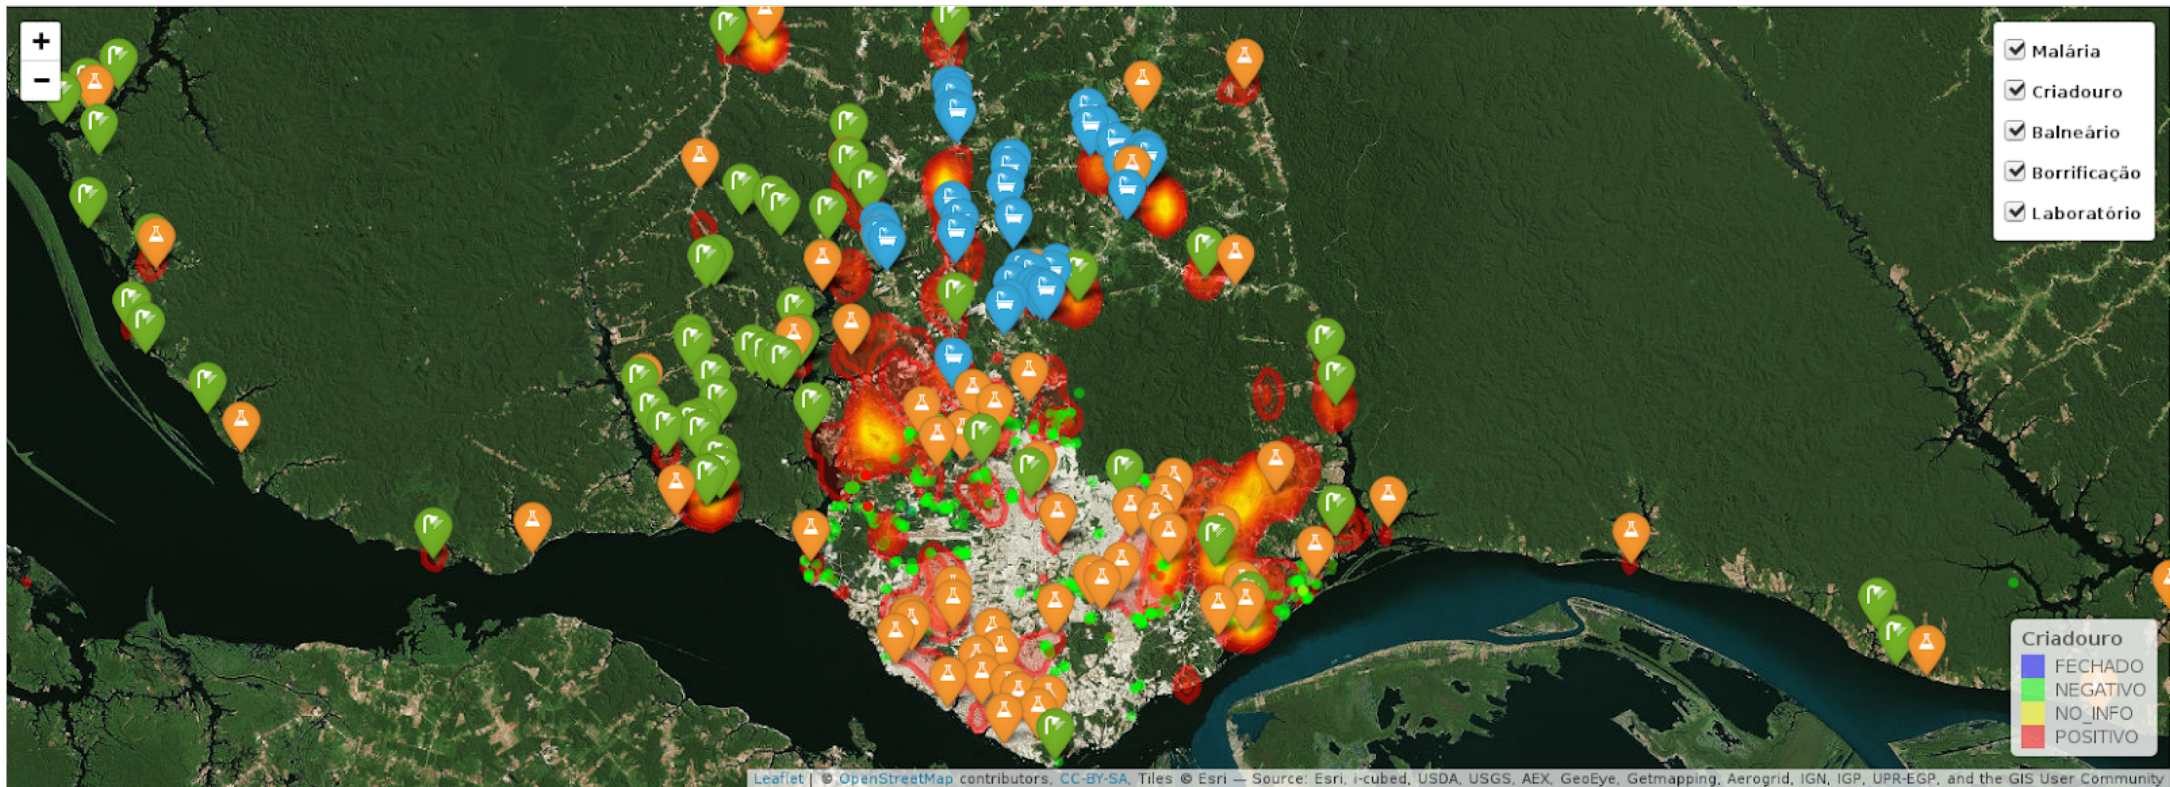 +
−
Malária
Criadouro
Balneário
Borrificação
Laboratório
Criadouro
FECHADO
NEGATIVO
NO_INFO
POSITIVO
Leaflet | © OpenStreetMap contributors, CC-BY-SA, Tiles © Esri — Source: Esri, i-cubed, USDA, USGS, AEX, GeoEye, Getmapping, Aerogrid, IGN, IGP, UPR-EGP, and the GIS User Community